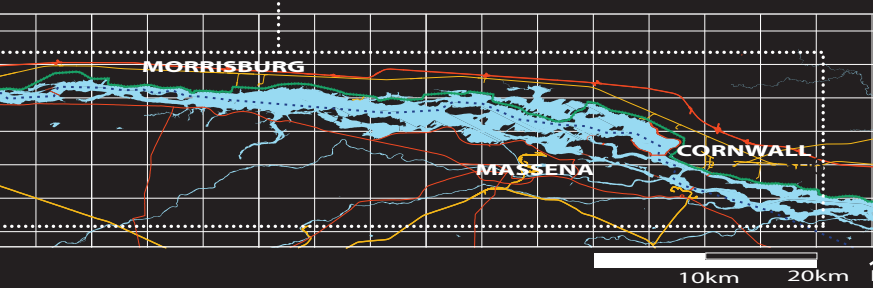 MORRISBURG
CORNWALL
MASSENA
10km
20km